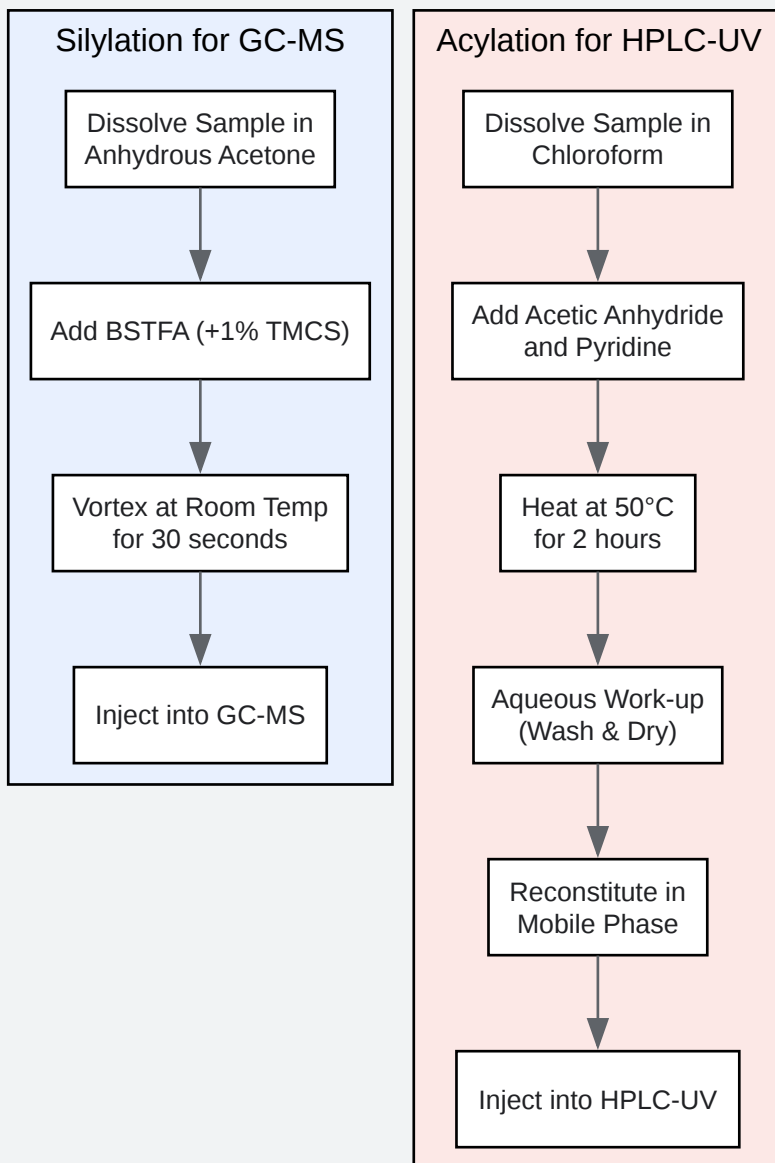 Silylation for GC-MS
Dissolve Sample in
Anhydrous Acetone
Add BSTFA (+1% TMCS)
Vortex at Room Temp
for 30 seconds
Inject into GC-MS
Acylation for HPLC-UV
Dissolve Sample in
Chloroform
Add Acetic Anhydride
and Pyridine
Heat at 50°C
for 2 hours
Aqueous Work-up
(Wash & Dry)
Reconstitute in
Mobile Phase
Inject into HPLC-UV